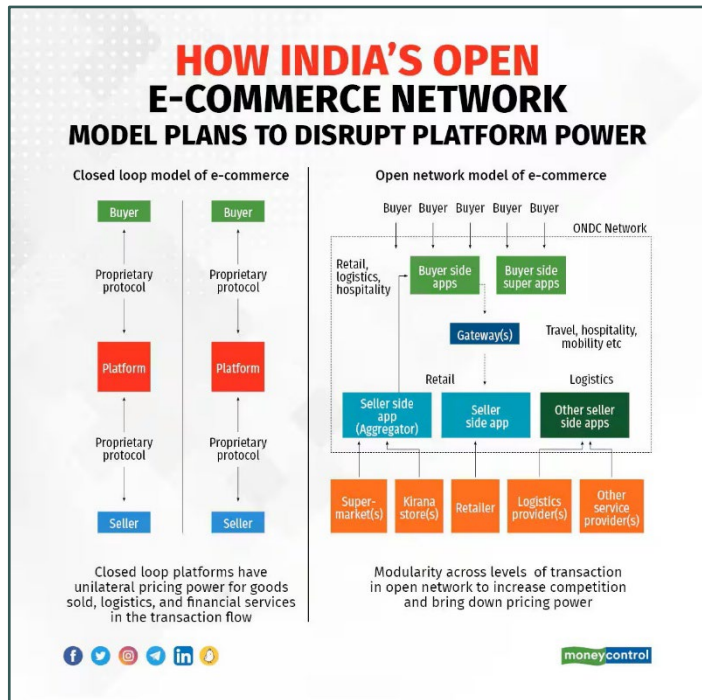 HOW INDIA'S OPEN
E-COMMERCE NETWORK
MODEL PLANS TO DISRUPT PLATFORM POWER
Closed loop model of e-commerce
Buyer
Buyer
Proprietary
protocol
Proprietary
protocol
Platform
Platform
Proprietary
protocol
Proprietary
protocol
Seller
Seller
Closed loop platforms have
unilateral pricing power for goods
sold, logistics, and financial services
in the transaction flow
Open network model of e-commerce
Buyer Buyer Buyer Buyer
ONDC Network
Retail,
logistics,
hospitality
Buyer side
apps
Buyer side
super apps
Gateway(s)
Travel, hospitality,
mobility etc
Retail
Logistics
Seller side
app
(Aggregator)
Seller
side app
Other seller
side apps
Super-
market(s)
Kirana
store(s)
Retailer
Logistics
provider(s)
Other
service
provider(s)
Modularity across levels of transaction
in open network to increase competition
and bring down pricing power
moneycontrol